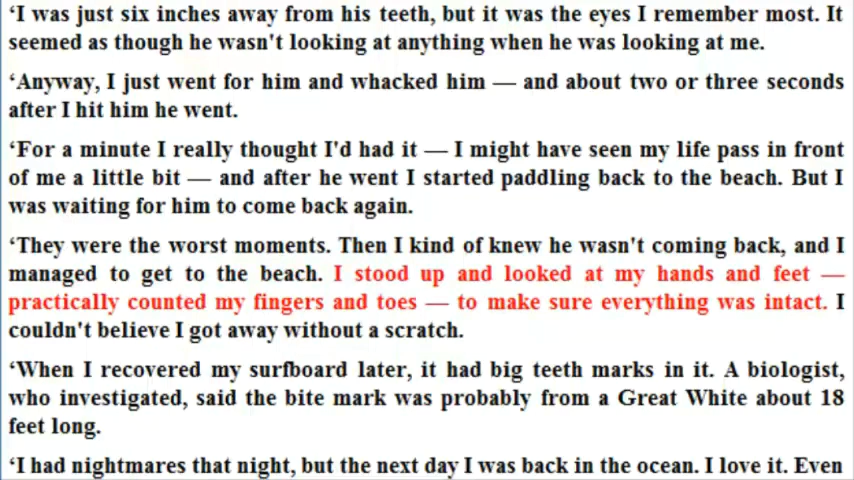 ‘I was just six inches away from his teeth, but it was the eyes I remember most. It
seemed as though he wasn't looking at anything when he was looking at me.
‘Anyway, I just went for him and whacked him — and about two or three seconds
after I hit him he went.
‘For a minute I really thought I'd had it — I might have seen my life pass in front
of me a little bit — and after he went I started paddling back to the beach. But I
was waiting for him to come back again.
‘They were the worst moments. Then I kind of knew he wasn't coming back, and I
managed to get to the beach. I stood up and looked at my hands and feet —
practically counted my fingers and toes — to make sure everything was intact. I
couldn't believe I got away without a scratch.
‘When I recovered my surfboard later, it had big teeth marks in it. A biologist,
who investigated, said the bite mark was probably from a Great White about 18
feet long.
‘I had nightmares that night, but the next day I was back in the ocean. I love it. Even